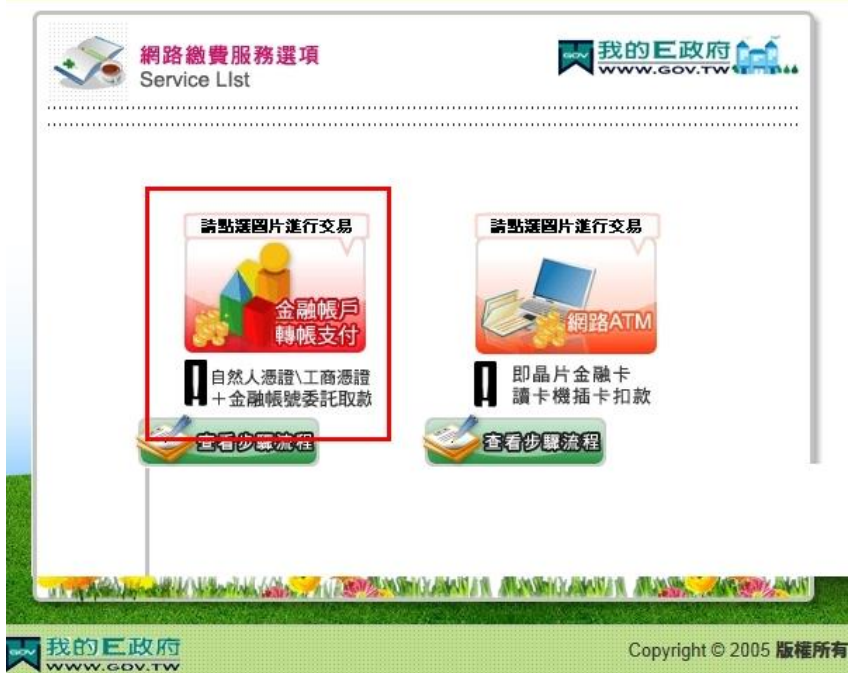 網路繳費服務選項
Service LIst
GOV 我的E政府
WWW.GOV.TW
請點選圖片進行交易
金融帳戶
轉帳支付
自然人憑證\工商憑證
＋金融帳號委託取款
查看步驟流程
請點選圖片進行交易
網路ATM
即晶片金融卡
讀卡機插卡扣款
查看步驟流程
GOV 我的E政府
WWW.GOV.TW
Copyright © 2005 版權所有